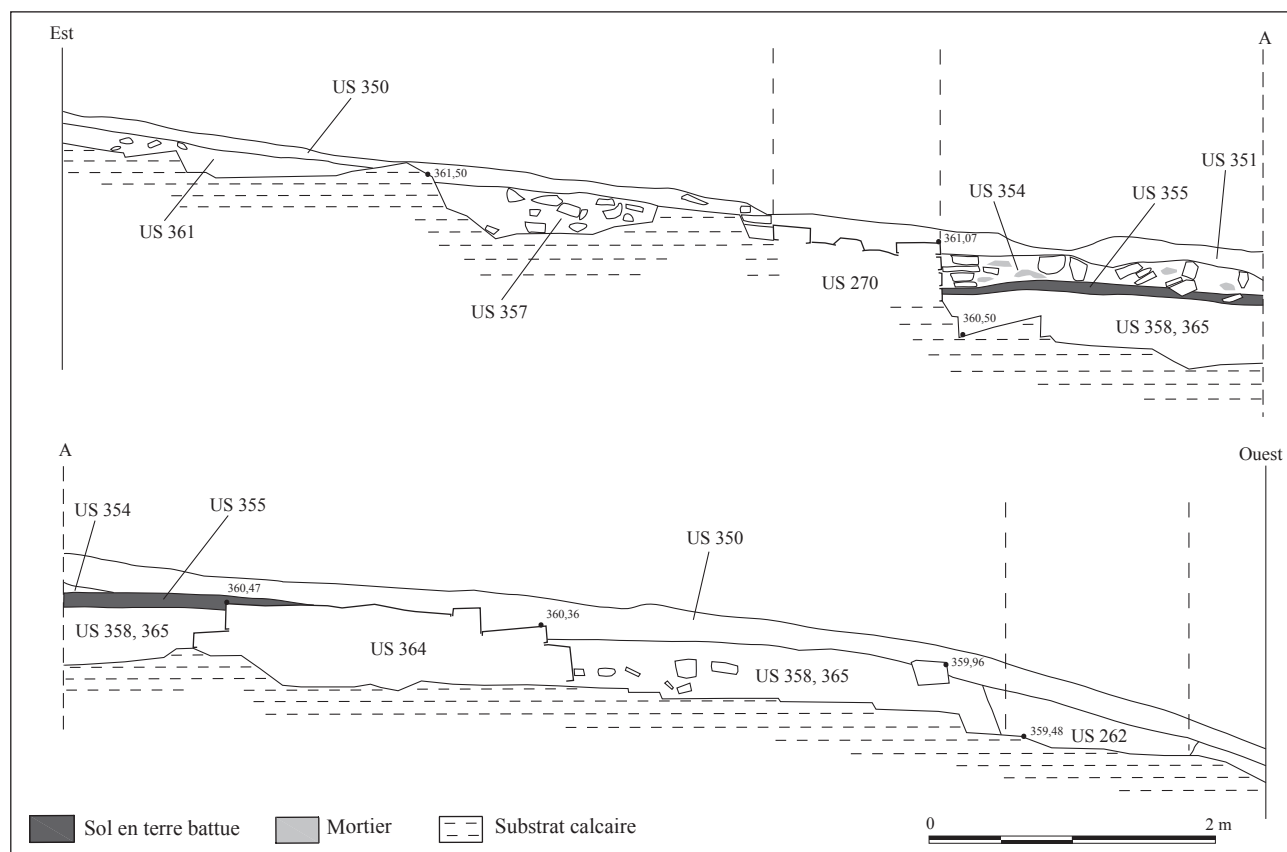 Est
A
US 350
361,50
US 351
US 354
US 355
361,07
US 361
US 270
US 357
360,50
US 358, 365
A
Ouest
US 354
US 355
US 350
360,47
360,36
US 358, 365
US 364
US 358, 365
359,96
359,48
US 262
Sol en terre battue
Mortier
Substrat calcaire
0
2 m